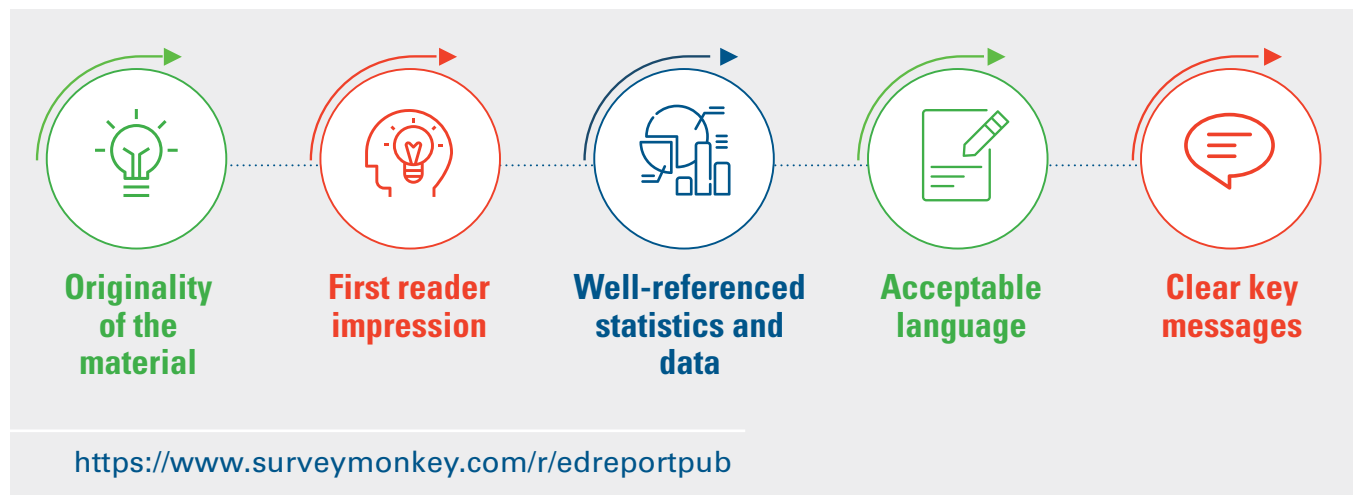 Originality
of the
material
First reader
impression
Well-referenced
statistics and
data
Acceptable
language
Clear key
messages
https://www.surveymonkey.com/r/edreportpub